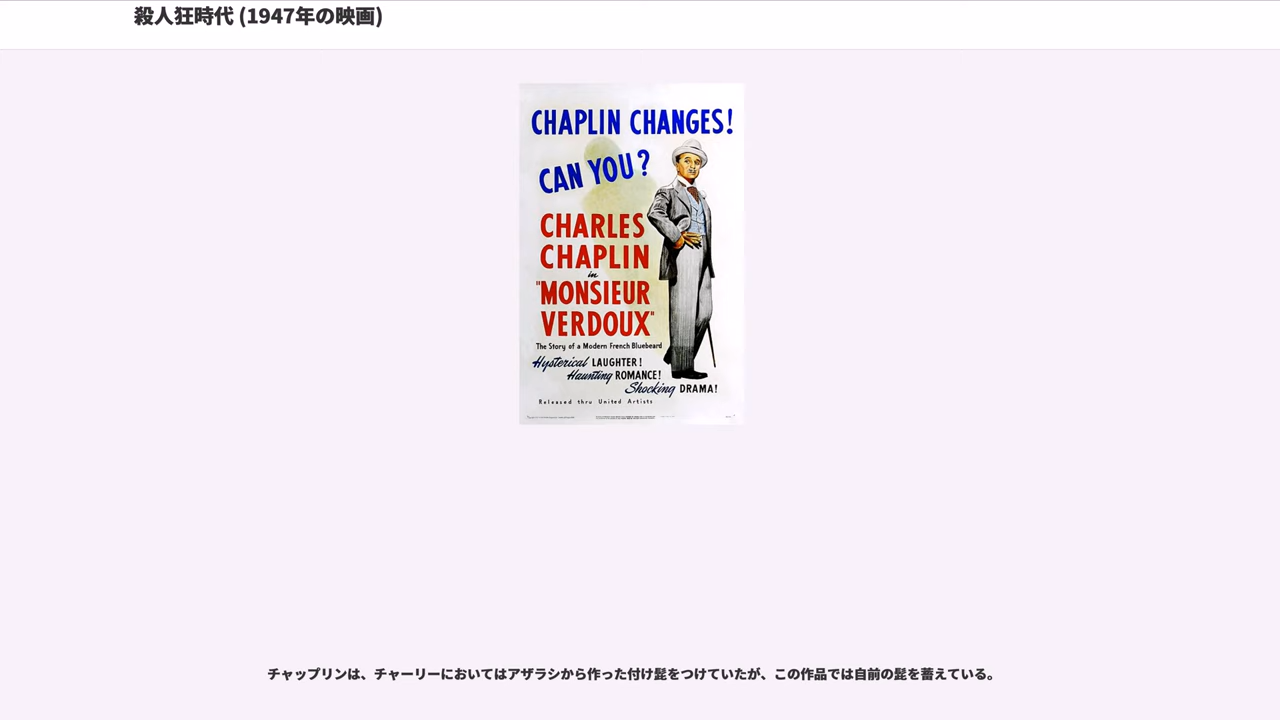 殺人狂時代 (1947年の映画)
CHAPLIN CHANGES!
CAN YOU?
CHARLES
CHAPLIN
in
"MONSIEUR
VERDOUX"
The Story of a Modern French Bluebeard
Hysterical LAUGHTER!
Haunting ROMANCE!
Shocking DRAMA!
Released thru United Artists
チャップリンは、チャーリーにおいてはアザラシから作った付け髭をつけていたが、この作品では自前の髭を蓄えている。